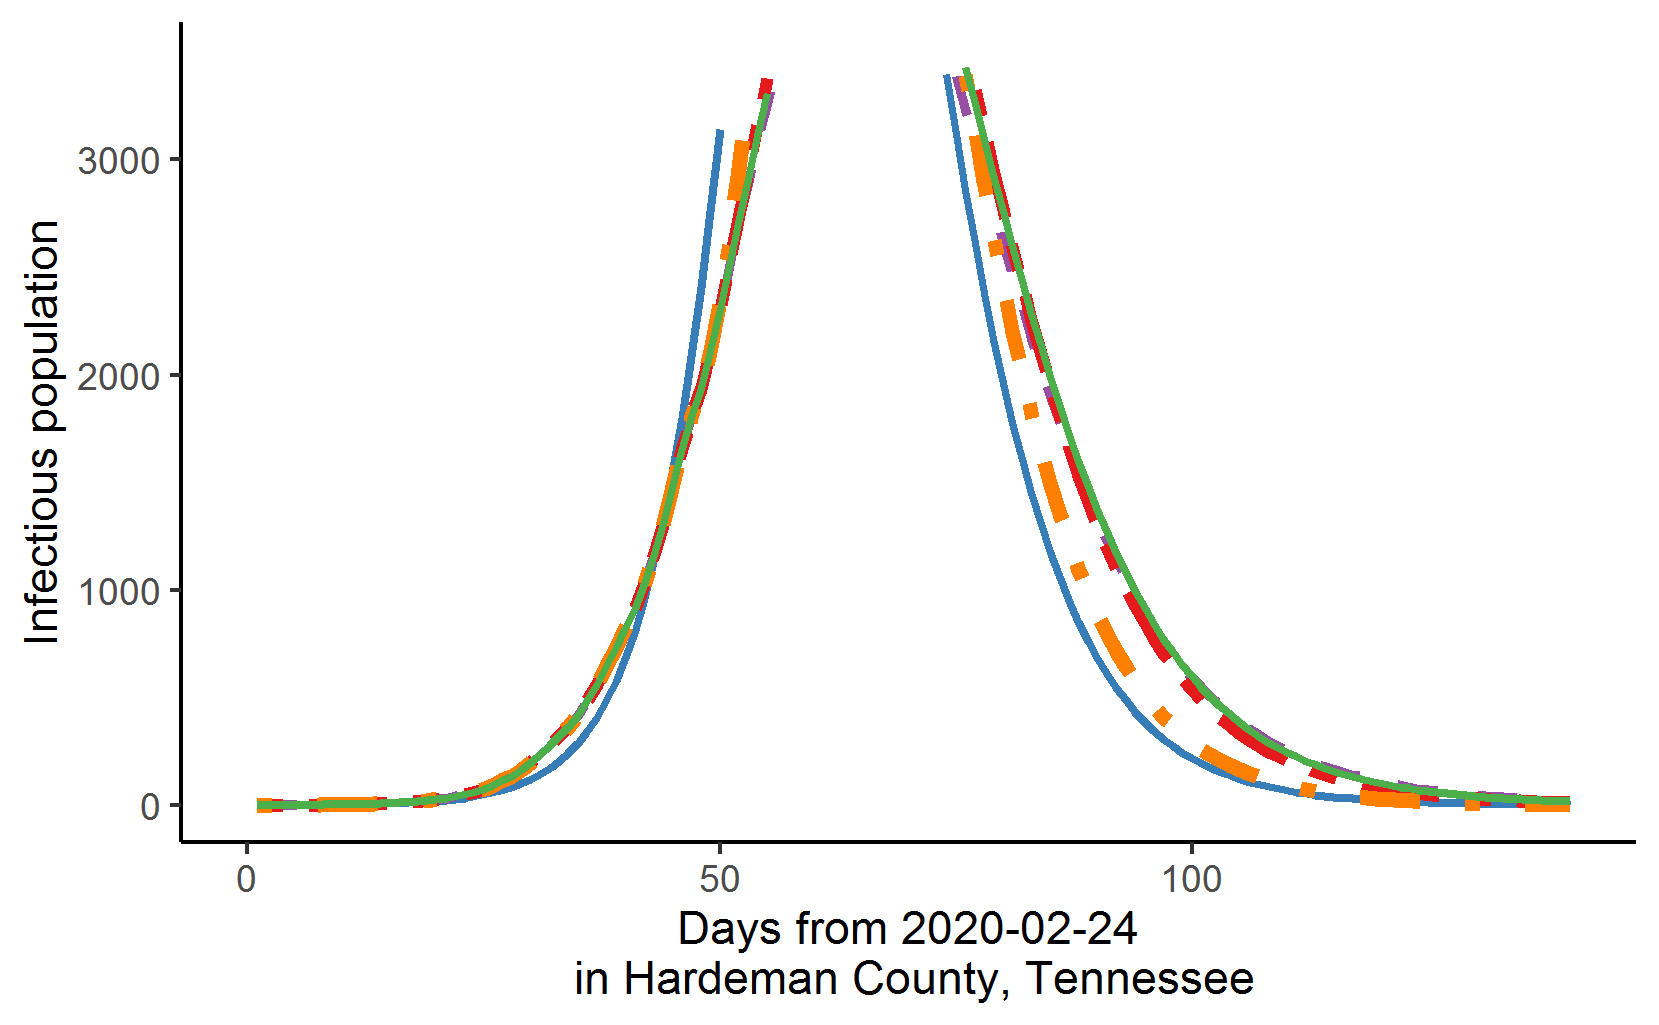 Infectious population
3000
2000
1000
0
0
50
100
Days from 2020-02-24
in Hardeman County, Tennessee